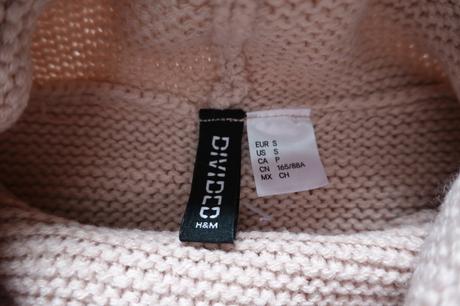 DIVIDED
H&M
EUR S
US S
CA P
CN 165/88A
MX CH